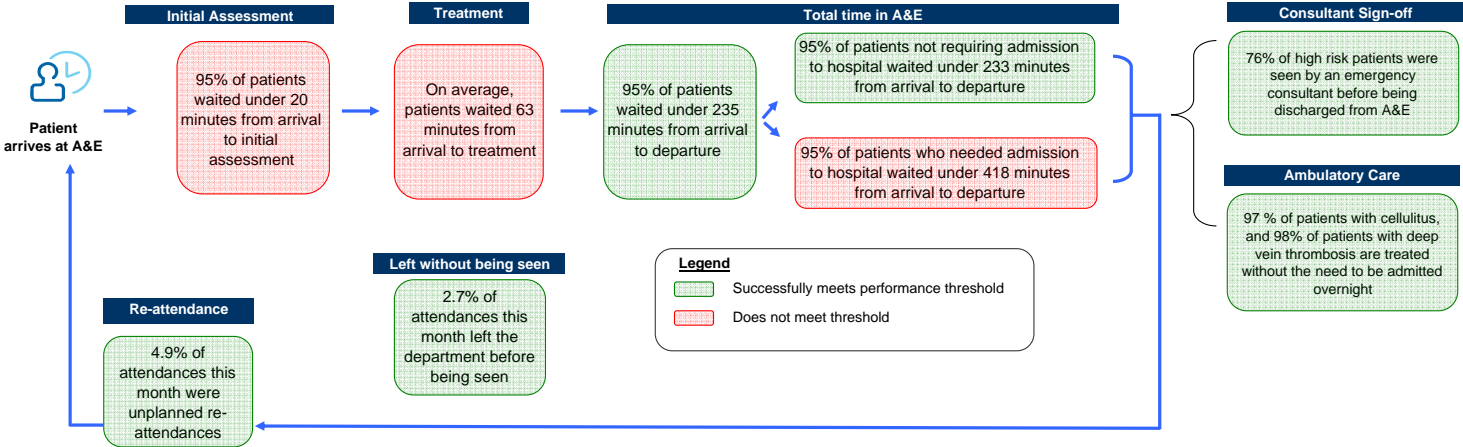 Initial Assessment
Treatment
Total time in A&E
Consultant Sign-off
Patient
arrives at A&E
95% of patients
waited under 20
minutes from arrival
to initial
assessment
On average,
patients waited 63
minutes from
arrival to treatment
95% of patients
waited under 235
minutes from arrival
to departure
95% of patients not requiring admission
to hospital waited under 233 minutes
from arrival to departure
95% of patients who needed admission
to hospital waited under 418 minutes
from arrival to departure
76% of high risk patients were
seen by an emergency
consultant before being
discharged from A&E
Ambulatory Care
97 % of patients with cellulitus,
and 98% of patients with deep
vein thrombosis are treated
without the need to be admitted
overnight
Left without being seen
2.7% of
attendances this
month left the
department before
being seen
Legend
Successfully meets performance threshold
Does not meet threshold
Re-attendance
4.9% of
attendances this
month were
unplanned re-
attendances